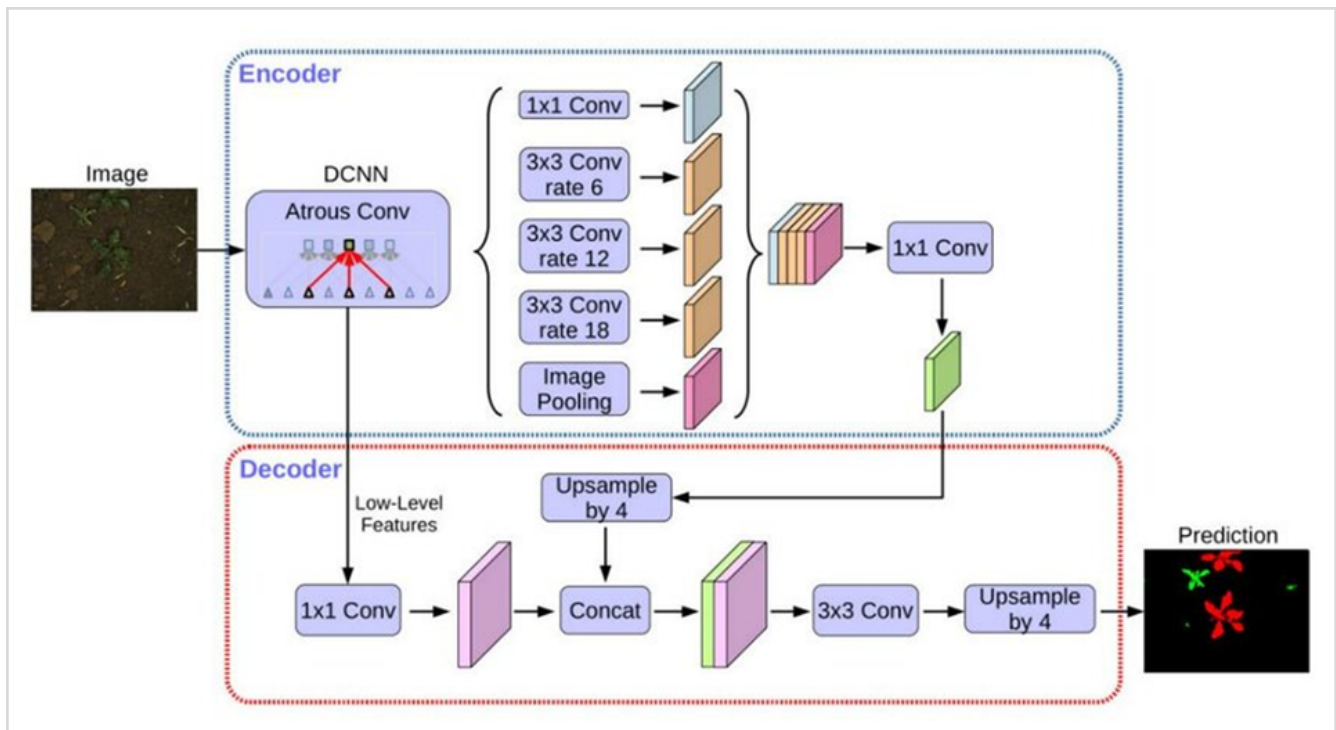 Encoder
Image
DCNN
Atrous Conv
1x1 Conv
3x3 Conv
rate 6
3x3 Conv
rate 12
3x3 Conv
rate 18
Image
Pooling
1x1 Conv
Decoder
Low-Level
Features
Upsample
by 4
1x1 Conv
Concat
3x3 Conv
Upsample
by 4
Prediction